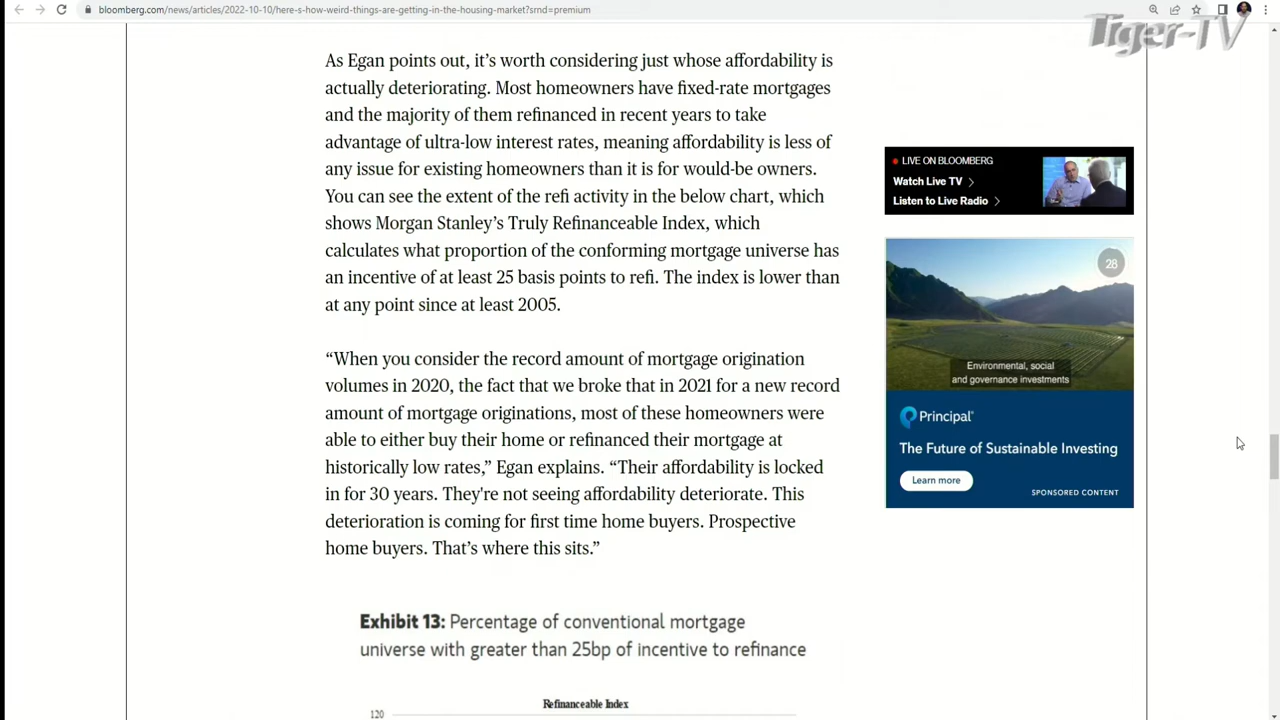 bloomberg.com/news/articles/2022-10-10/here-s-how-weird-things-are-getting-in-the-housing-market?srnd=premium
Tiger-TV
As Egan points out, it’s worth considering just whose affordability is
actually deteriorating. Most homeowners have fixed-rate mortgages
and the majority of them refinanced in recent years to take
advantage of ultra-low interest rates, meaning affordability is less of
any issue for existing homeowners than it is for would-be owners.
You can see the extent of the refi activity in the below chart, which
shows Morgan Stanley’s Truly Refinanceable Index, which
calculates what proportion of the conforming mortgage universe has
an incentive of at least 25 basis points to refi. The index is lower than
at any point since at least 2005.
“When you consider the record amount of mortgage origination
volumes in 2020, the fact that we broke that in 2021 for a new record
amount of mortgage originations, most of these homeowners were
able to either buy their home or refinanced their mortgage at
historically low rates,” Egan explains. “Their affordability is locked
in for 30 years. They're not seeing affordability deteriorate. This
deterioration is coming for first time home buyers. Prospective
home buyers. That’s where this sits.”
Exhibit 13: Percentage of conventional mortgage
universe with greater than 25bp of incentive to refinance
Refinanceable Index
120
LIVE ON BLOOMBERG
Watch Live TV
Listen to Live Radio
28
Environmental, social
and governance investments
Principal
The Future of Sustainable Investing
Learn more
SPONSORED CONTENT